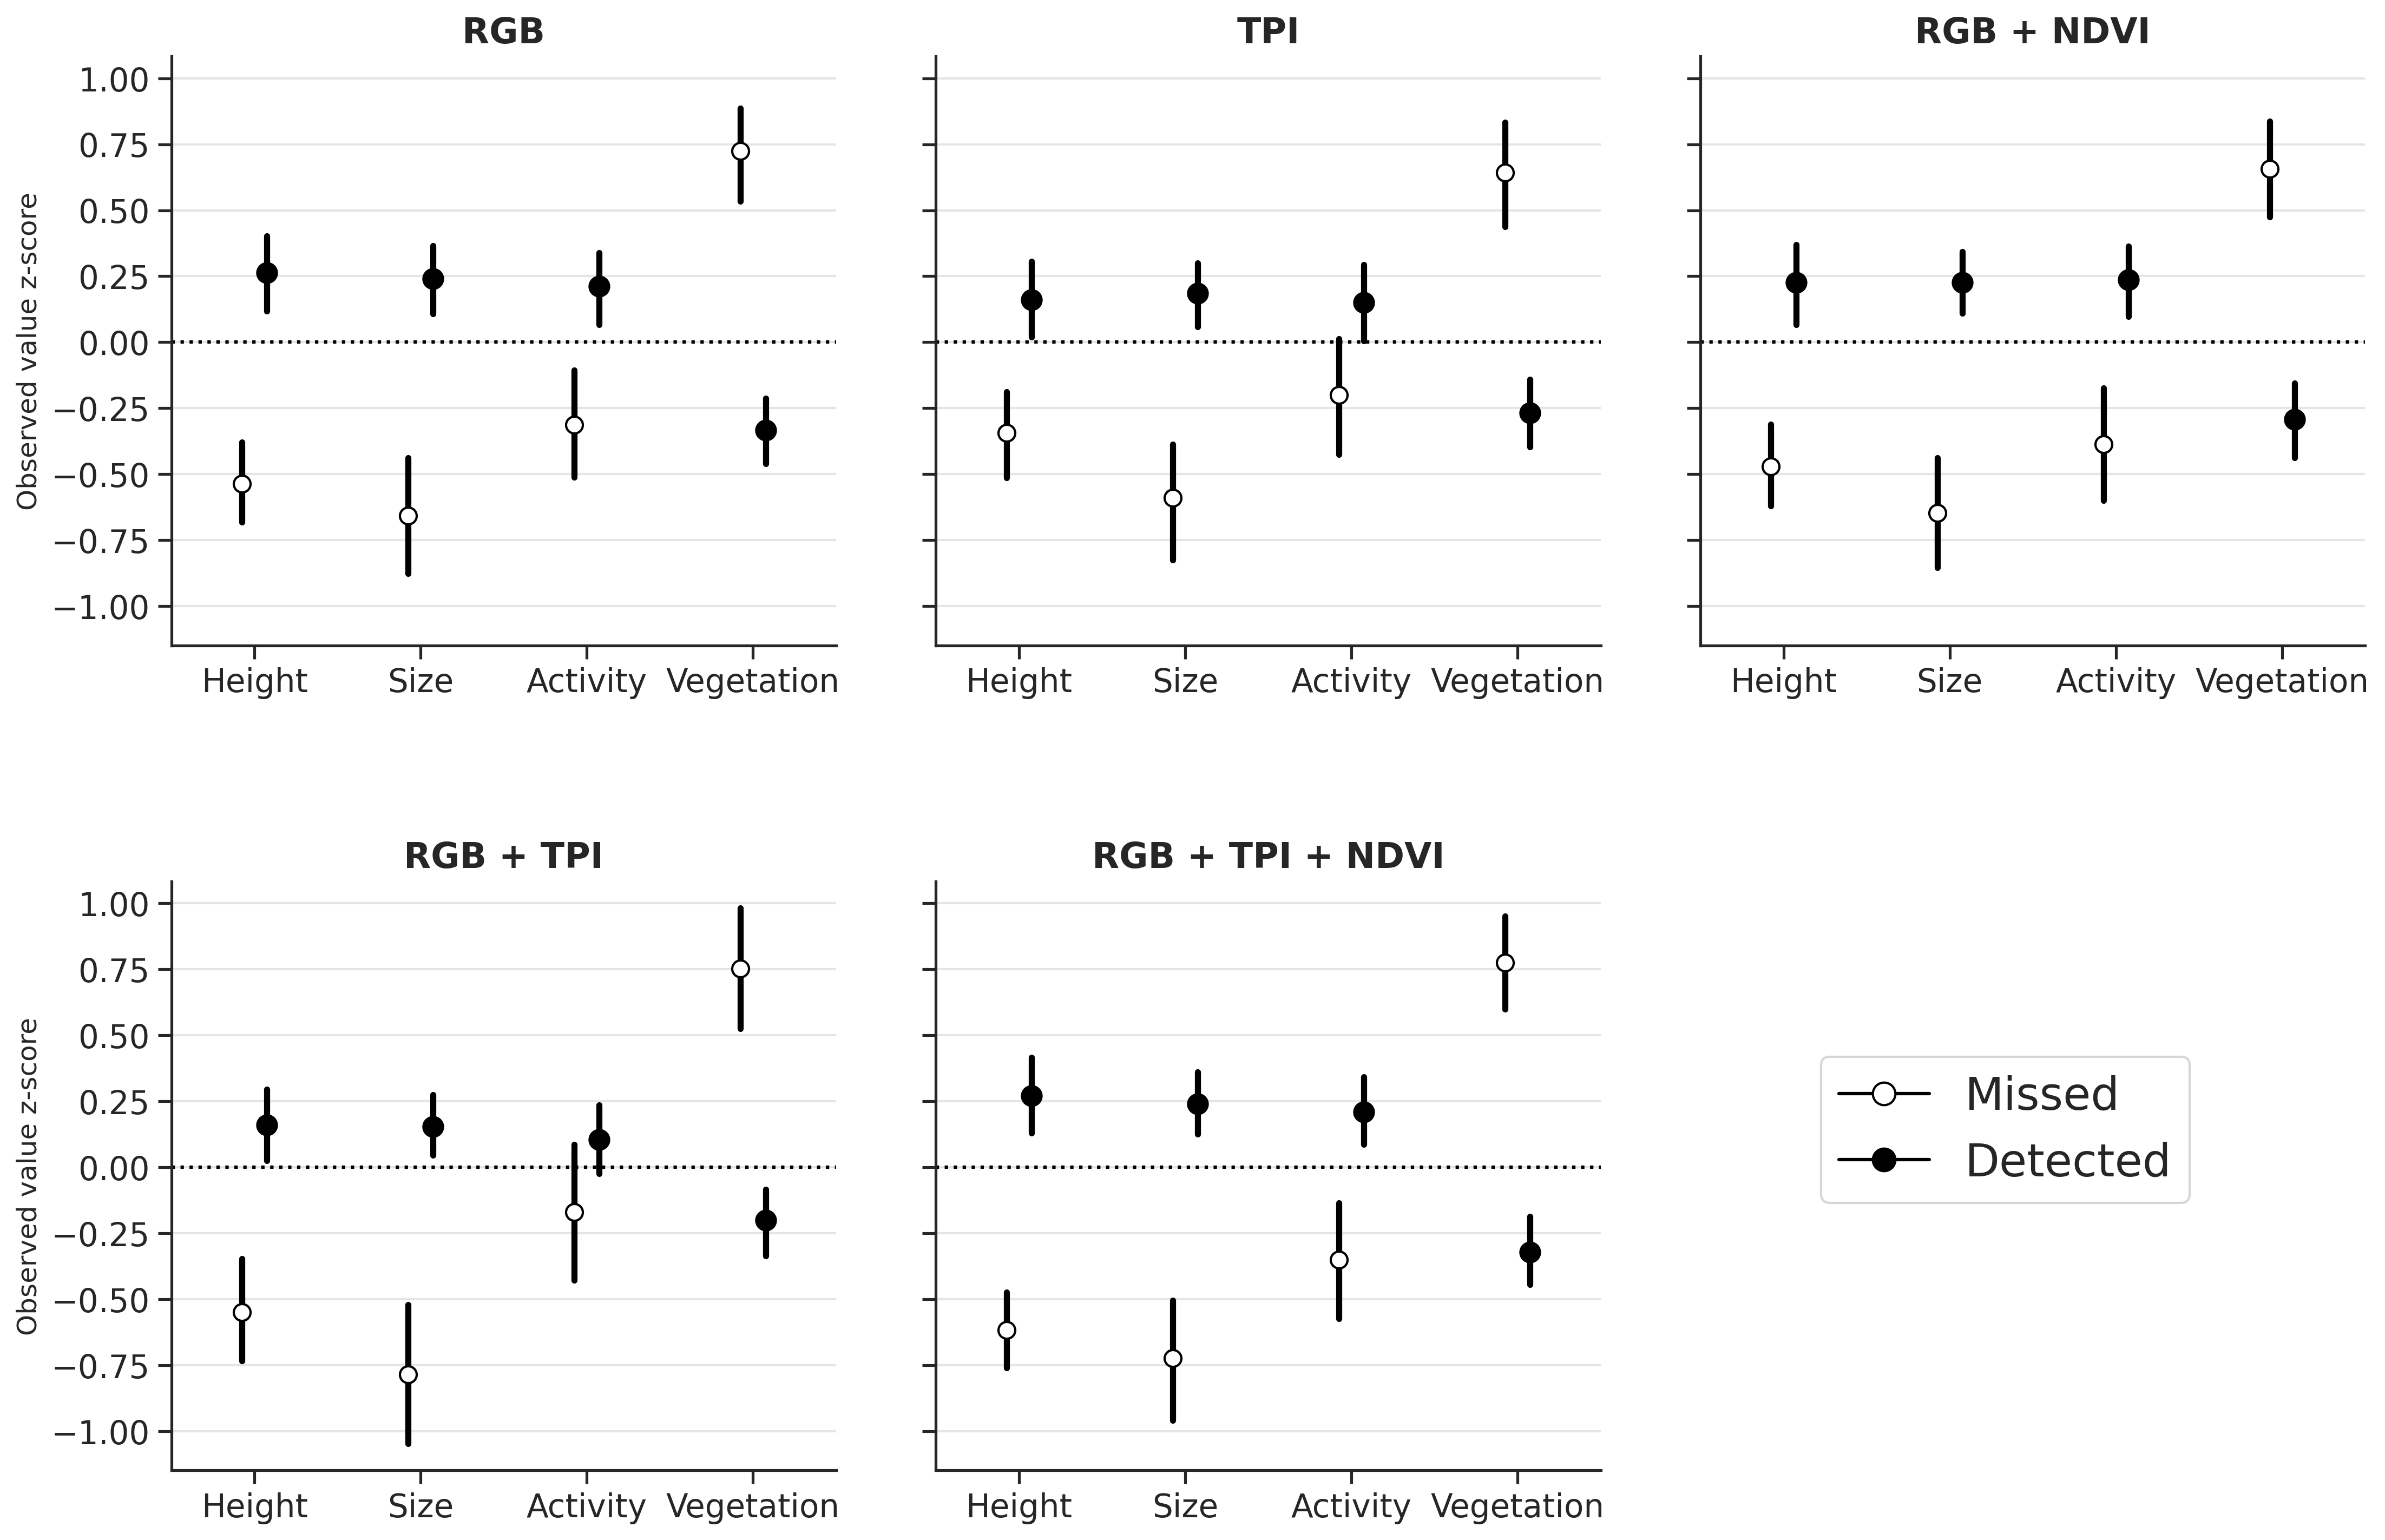 RGB
TPI
RGB + NDVI
Observed value z-score
1.00
0.75
0.50
0.25
0.00
−0.25
−0.50
−0.75
−1.00
Height Size Activity Vegetation
Height Size Activity Vegetation
Height Size Activity Vegetation
RGB + TPI
RGB + TPI + NDVI
Observed value z-score
1.00
0.75
0.50
0.25
0.00
−0.25
−0.50
−0.75
−1.00
Height Size Activity Vegetation
Height Size Activity Vegetation
Missed
Detected